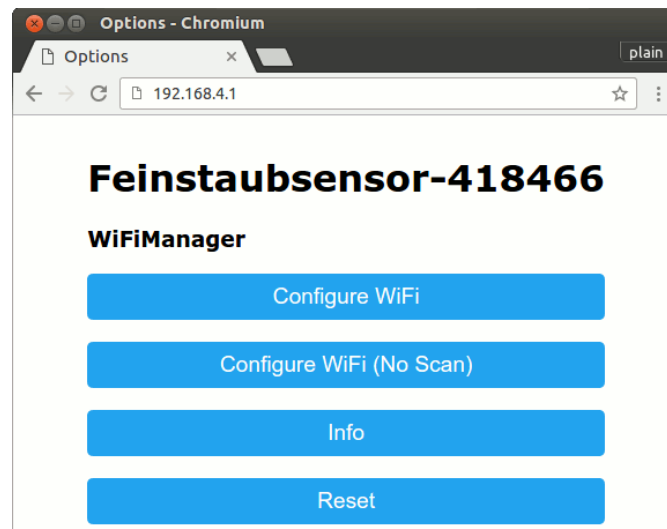 Options - Chromium
Options
plain
192.168.4.1
Feinstaubsensor-418466
WiFiManager
Configure WiFi
Configure WiFi (No Scan)
Info
Reset